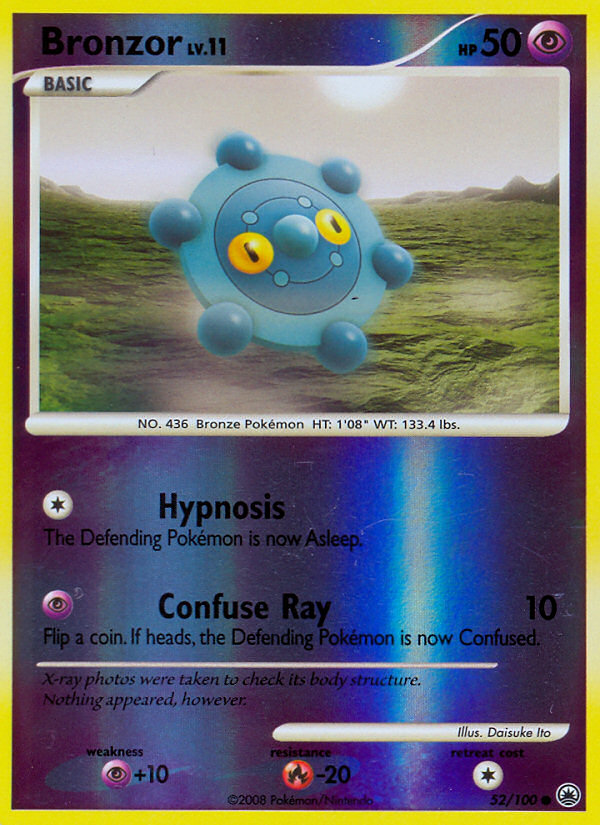 Bronzor LV.11 HP 50
BASIC
NO. 436 Bronze Pokémon HT: 1'08" WT: 133.4 lbs.
Hypnosis
The Defending Pokémon is now Asleep.
Confuse Ray 10
Flip a coin. If heads, the Defending Pokémon is now Confused.
X-ray photos were taken to check its body structure.
Nothing appeared, however.
Illus. Daisuke Ito
weakness resistance retreat cost
+10 -20
©2008 Pokémon/Nintendo 52/100